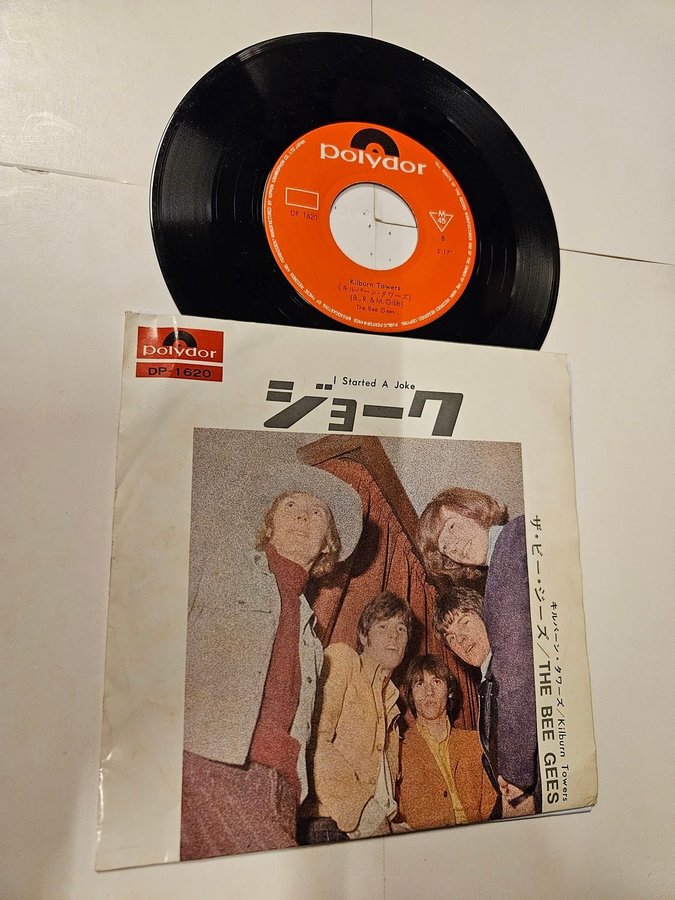 polydor
DP 1620
M
45
B
2'17"
Kilburn Towers
(キルバーン・タワーズ)
(B., R. & M. Gibb)
The Bee Gees
polydor
DP-1620
I Started A Joke
ジョーク
キルバーン・タワーズ/Kilburn Towers
ザ・ビー・ジーズ/THE BEE GEES